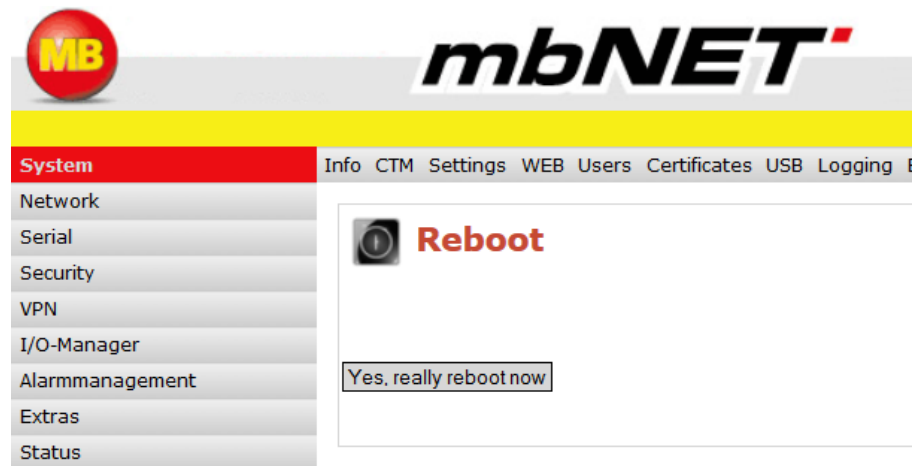 MB
mbNET
System
Info CTM Settings WEB Users Certificates USB Logging
Network
Serial
Security
VPN
I/O-Manager
Alarmmanagement
Extras
Status
Reboot
Yes, really reboot now